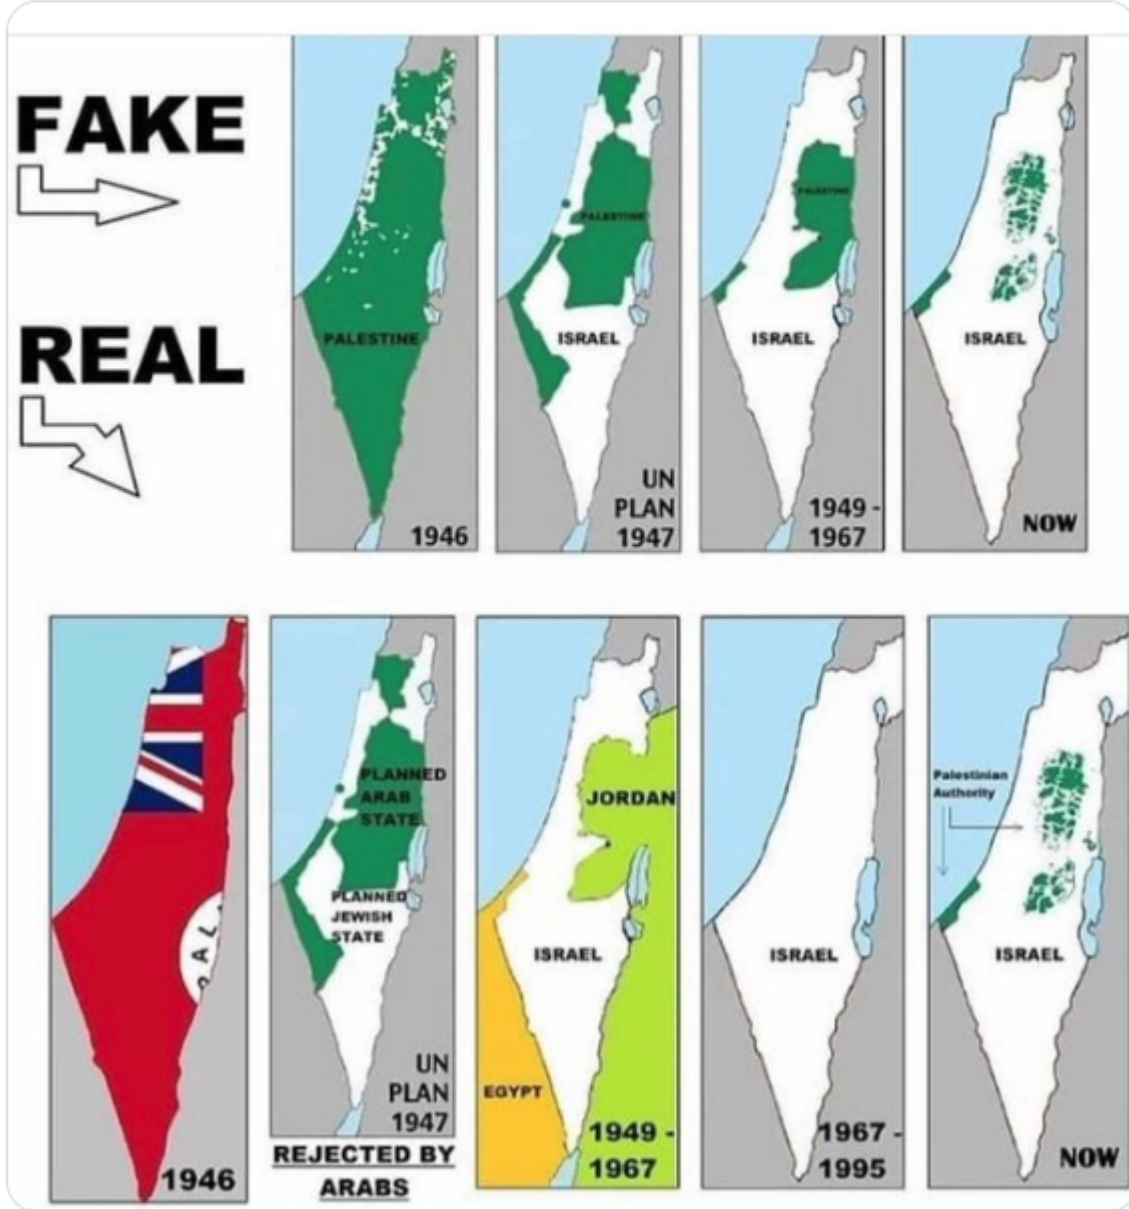 FAKE
REAL
PALESTINE
1946
PALESTINE
ISRAEL
UN
PLAN
1947
PALESTINE
ISRAEL
1949 -
1967
ISRAEL
NOW
PAL
1946
PLANNED
ARAB
STATE
PLANNED
JEWISH
STATE
UN
PLAN
1947
REJECTED BY
ARABS
JORDAN
ISRAEL
EGYPT
1949 -
1967
ISRAEL
1967 -
1995
Palestinian
Authority
ISRAEL
NOW